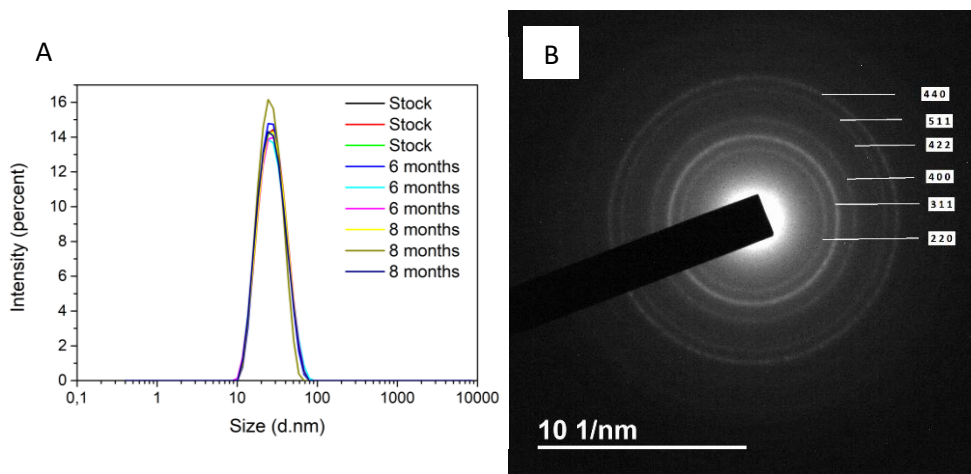 A
Intensity (percent)
16
14
12
10
8
6
4
2
0
0,1
1
10
100
1000
10000
Size (d.nm)
Stock
Stock
Stock
6 months
6 months
6 months
8 months
8 months
8 months
B
440
511
422
400
311
220
10 1/nm